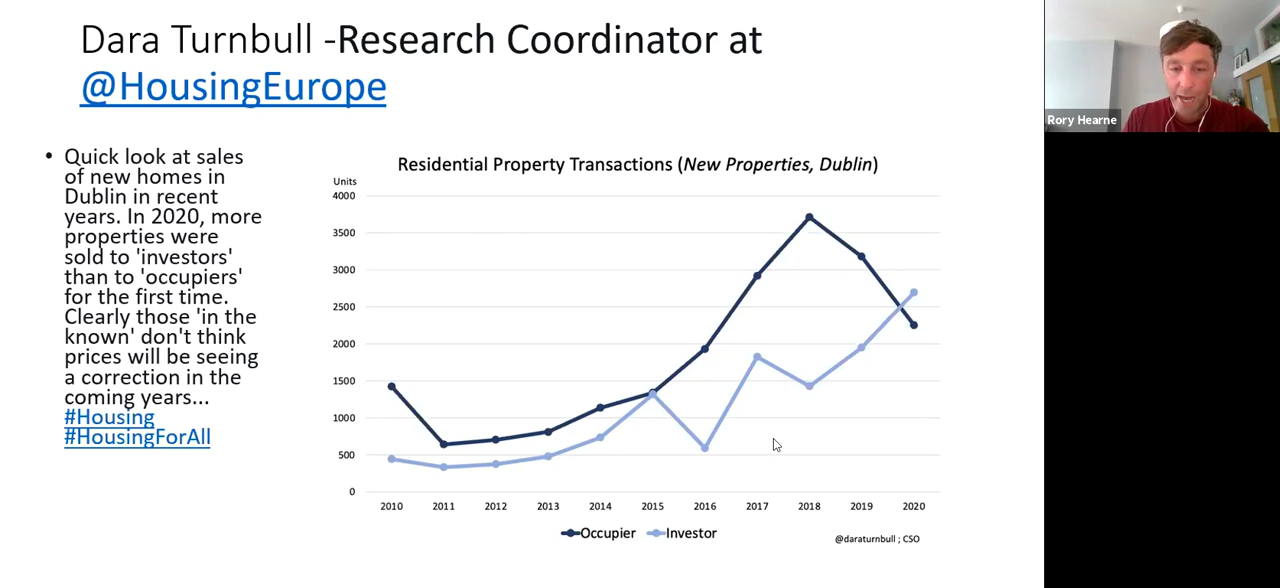 Dara Turnbull -Research Coordinator at
@HousingEurope
Rory Hearne
• Quick look at sales
of new homes in
Dublin in recent
years. In 2020, more
properties were
sold to 'investors'
than to 'occupiers'
for the first time.
Clearly those 'in the
known' don't think
prices will be seeing
a correction in the
coming years...
#Housing
#HousingForAll
Residential Property Transactions (New Properties, Dublin)
Units
4000
3500
3000
2500
2000
1500
1000
500
0
2010 2011 2012 2013 2014 2015 2016 2017 2018 2019 2020
Occupier Investor
@daraturnbull ; CSO